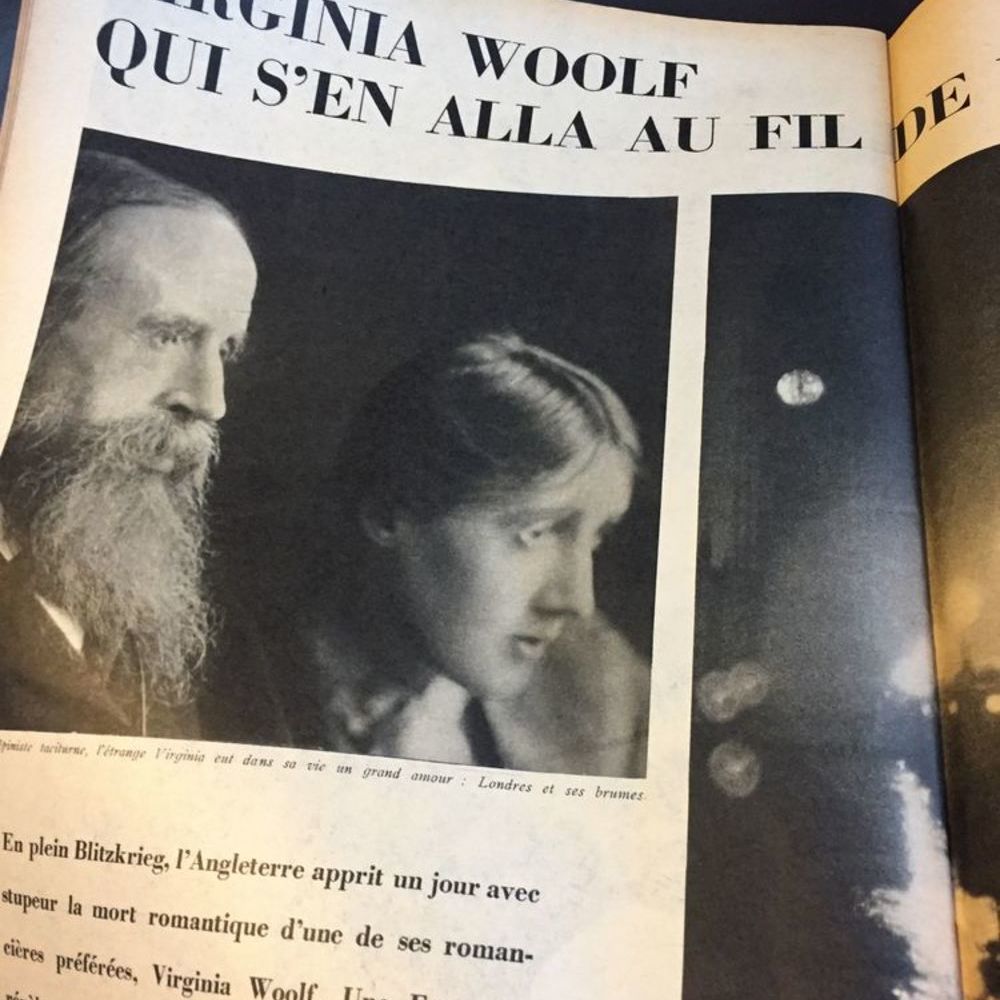 VIRGINIA WOOLF
QUI S'EN ALLA AU FIL DE
taciturne, l'étrange Virginia eut dans sa vie un grand amour : Londres et ses brumes.
En plein Blitzkrieg, l'Angleterre apprit un jour avec
stupeur la mort romantique d'une de ses roman-
cières préférées, Virginia Woolf.